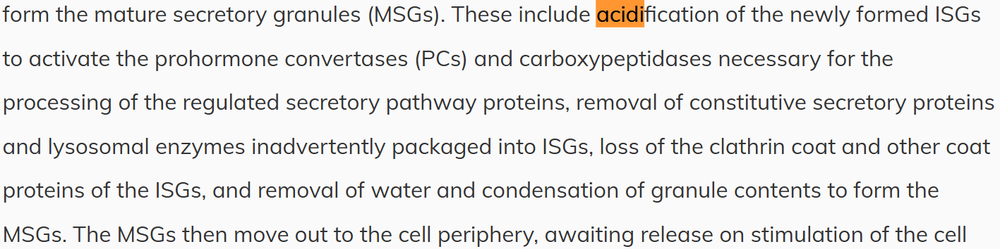 form the mature secretory granules (MSGs). These include acidification of the newly formed ISGs
to activate the prohormone convertases (PCs) and carboxypeptidases necessary for the
processing of the regulated secretory pathway proteins, removal of constitutive secretory proteins
and lysosomal enzymes inadvertently packaged into ISGs, loss of the clathrin coat and other coat
proteins of the ISGs, and removal of water and condensation of granule contents to form the
MSGs. The MSGs then move out to the cell periphery, awaiting release on stimulation of the cell